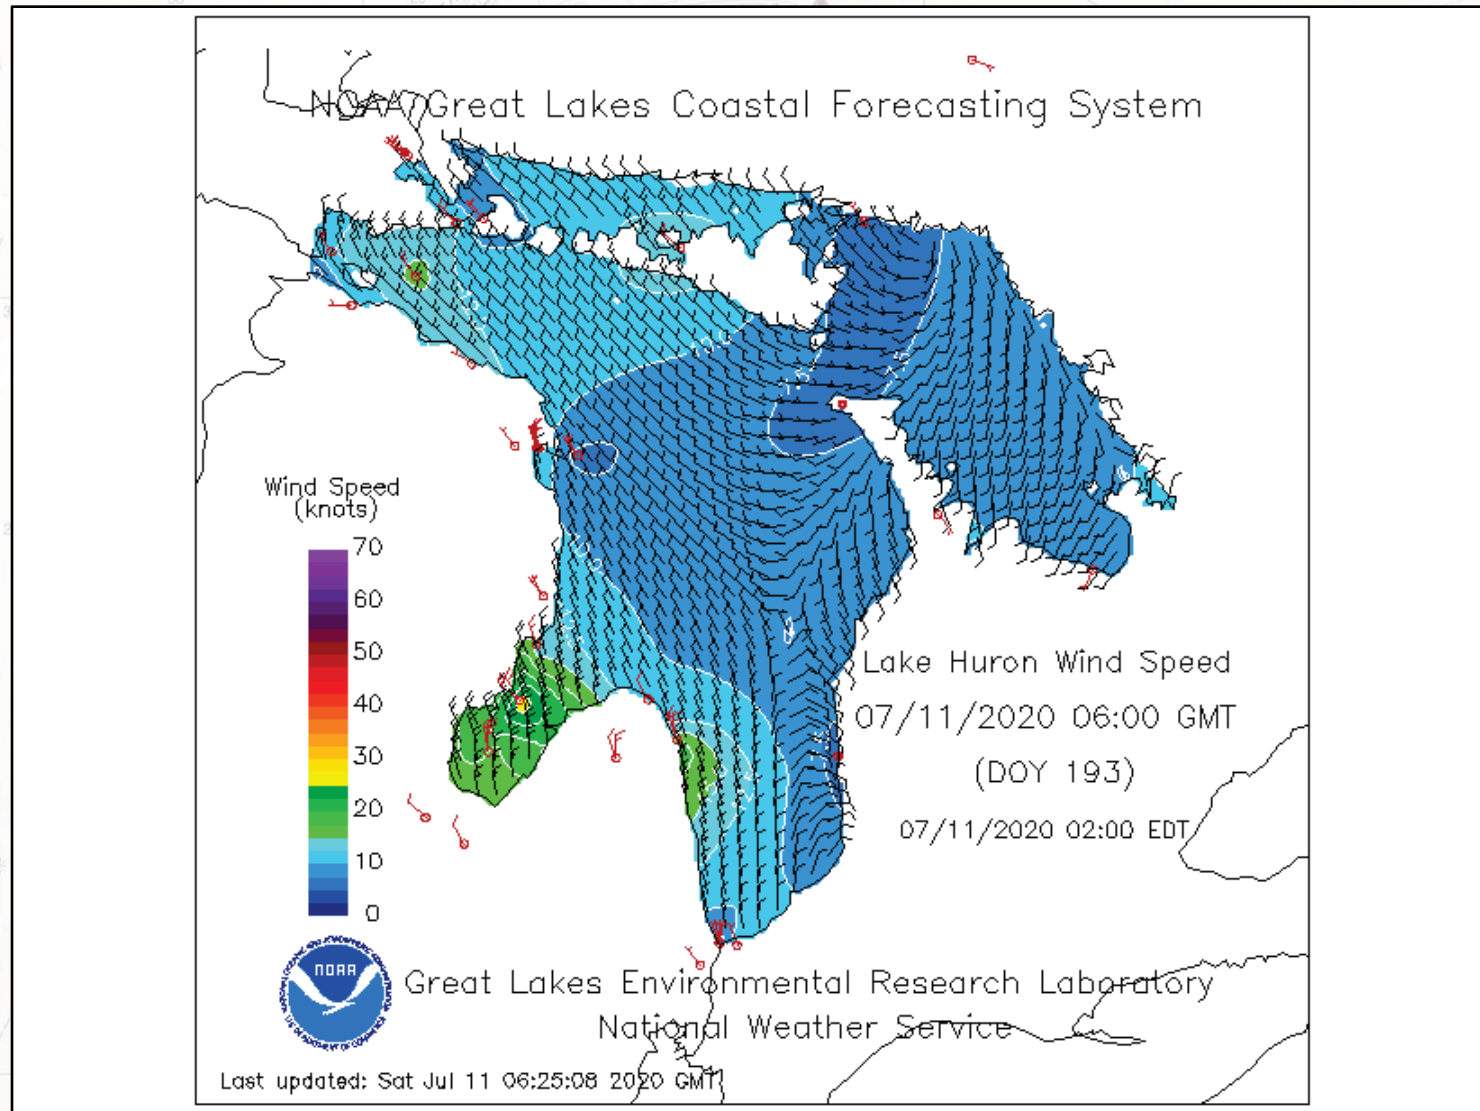 NOAA Great Lakes Coastal Forecasting System
Wind Speed
(knots)
70
60
50
40
30
20
10
0
Lake Huron Wind Speed
07/11/2020 06:00 GMT
(DOY 193)
07/11/2020 02:00 EDT
NOAA
Great Lakes Environmental Research Laboratory
National Weather Service
Last updated: Sat Jul 11 06:25:08 2020 GMT